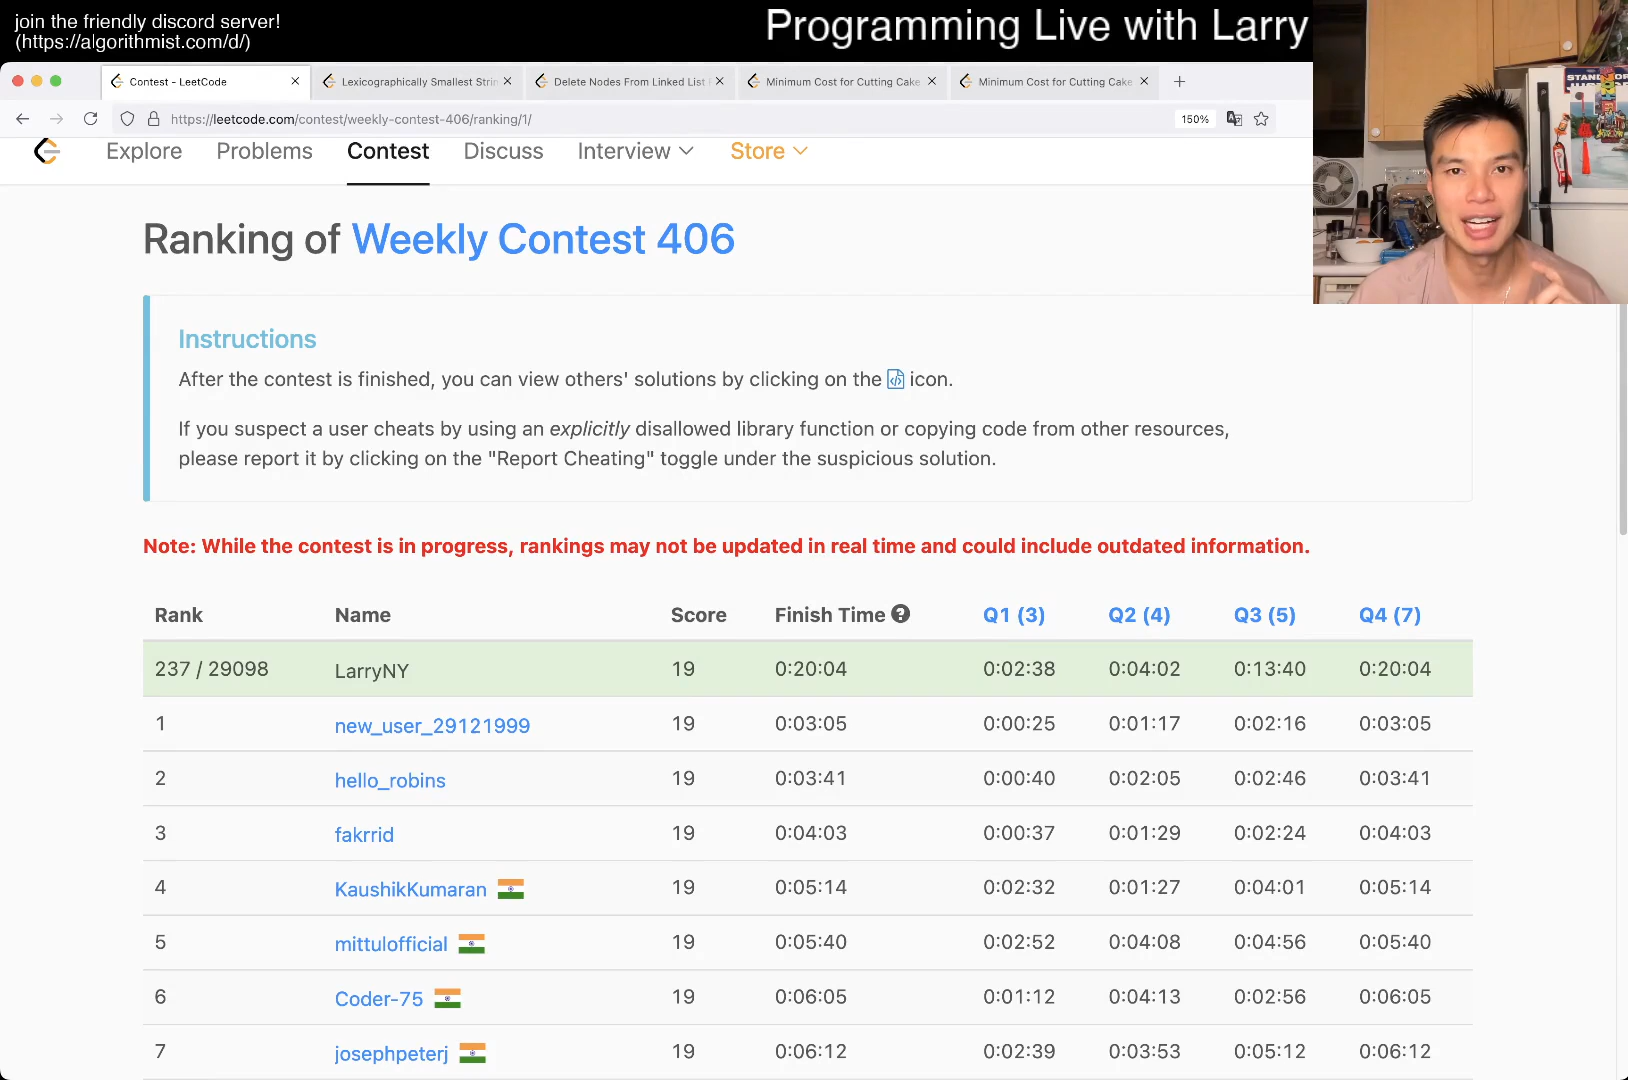 join the friendly discord server!
(https://algorithmist.com/d/)
Programming Live with Larry
Contest - LeetCode
Lexicographically Smallest Strin
Delete Nodes From Linked List
Minimum Cost for Cutting Cake
Minimum Cost for Cutting Cake
https://leetcode.com/contest/weekly-contest-406/ranking/1/
150%
Explore Problems Contest Discuss Interview Store
Ranking of Weekly Contest 406
Instructions
After the contest is finished, you can view others' solutions by clicking on the icon.
If you suspect a user cheats by using an explicitly disallowed library function or copying code from other resources,
please report it by clicking on the "Report Cheating" toggle under the suspicious solution.
Note: While the contest is in progress, rankings may not be updated in real time and could include outdated information.
Rank Name Score Finish Time Q1 (3) Q2 (4) Q3 (5) Q4 (7)
237 / 29098 LarryNY 19 0:20:04 0:02:38 0:04:02 0:13:40 0:20:04
1 new_user_29121999 19 0:03:05 0:00:25 0:01:17 0:02:16 0:03:05
2 hello_robins 19 0:03:41 0:00:40 0:02:05 0:02:46 0:03:41
3 fakrrid 19 0:04:03 0:00:37 0:01:29 0:02:24 0:04:03
4 KaushikKumaran 19 0:05:14 0:02:32 0:01:27 0:04:01 0:05:14
5 mittulofficial 19 0:05:40 0:02:52 0:04:08 0:04:56 0:05:40
6 Coder-75 19 0:06:05 0:01:12 0:04:13 0:02:56 0:06:05
7 josephpeterj 19 0:06:12 0:02:39 0:03:53 0:05:12 0:06:12